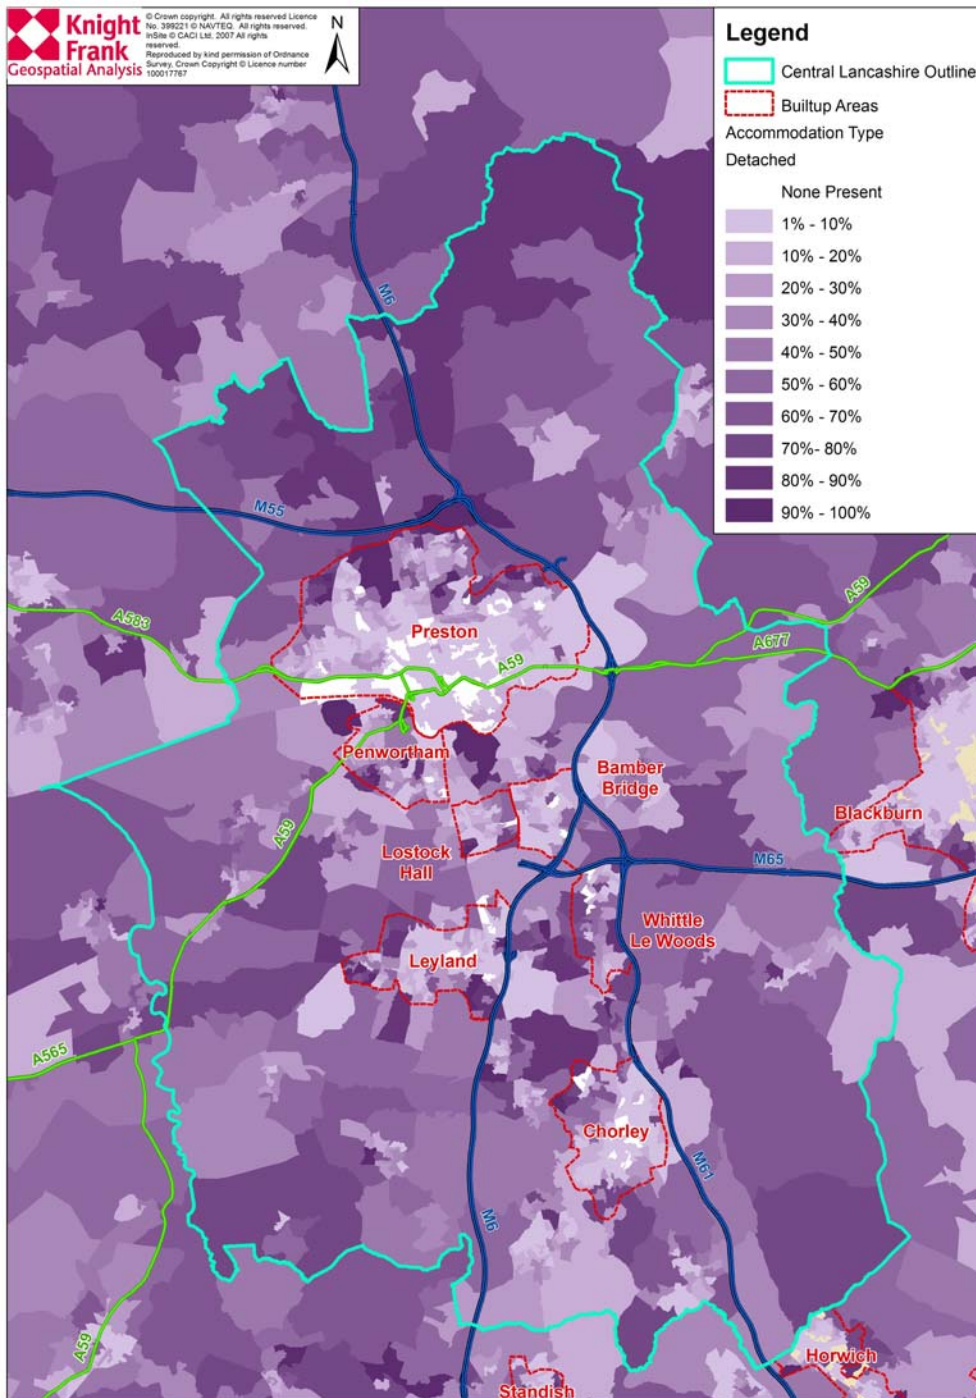 Knight
Frank
Geospatial Analysis
© Crown copyright. All rights reserved Licence
No. 399221 © NAVTEQ. All rights reserved.
InSite © CACI Ltd, 2007 All rights
reserved.
Reproduced by kind permission of Ordnance
Survey, Crown Copyright © Licence number
100017767
N
Legend
Central Lancashire Outline
Builtup Areas
Accommodation Type
Detached
None Present
1% - 10%
10% - 20%
20% - 30%
30% - 40%
40% - 50%
50% - 60%
60% - 70%
70%- 80%
80% - 90%
90% - 100%
M6
M55
A583
Preston
A59
A677
A59
Penwortham
Bamber
Bridge
A59
Blackburn
Lostock
Hall
M65
Whittle
Le Woods
Leyland
A565
Chorley
M61
M6
A59
Horwich
Standish